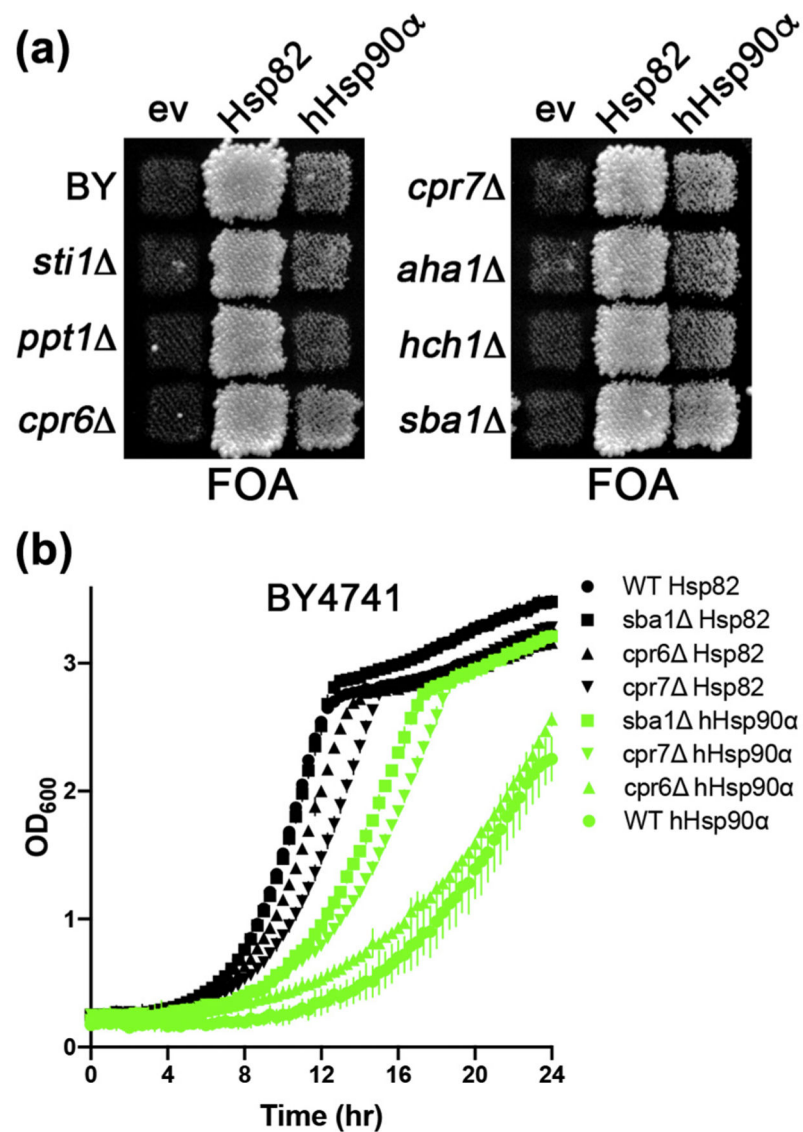 (a)
ev Hsp82 hHsp90α
BY
sti1Δ
ppt1Δ
cpr6Δ
FOA
ev Hsp82 hHsp90α
cpr7Δ
aha1Δ
hch1Δ
sba1Δ
FOA
(b)
BY4741
WT Hsp82
sba1Δ Hsp82
cpr6Δ Hsp82
cpr7Δ Hsp82
sba1Δ hHsp90α
cpr7Δ hHsp90α
cpr6Δ hHsp90α
WT hHsp90α
OD600
3
2
1
0
0 4 8 12 16 20 24
Time (hr)